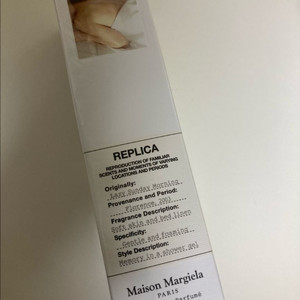 REPLICA
REPRODUCTION OF FAMILIAR
SCENTS AND MOMENTS OF VARYING
LOCATIONS AND PERIODS
Originally:
Lazy Sunday Morning
Provenance and Period:
Florence, 2003
Fragrance Description:
Soft skin and bed linen
Specificity:
Gentle and foaming
Style Description:
Memory in a shower gel
Maison Margiela
PARIS
Parfumé